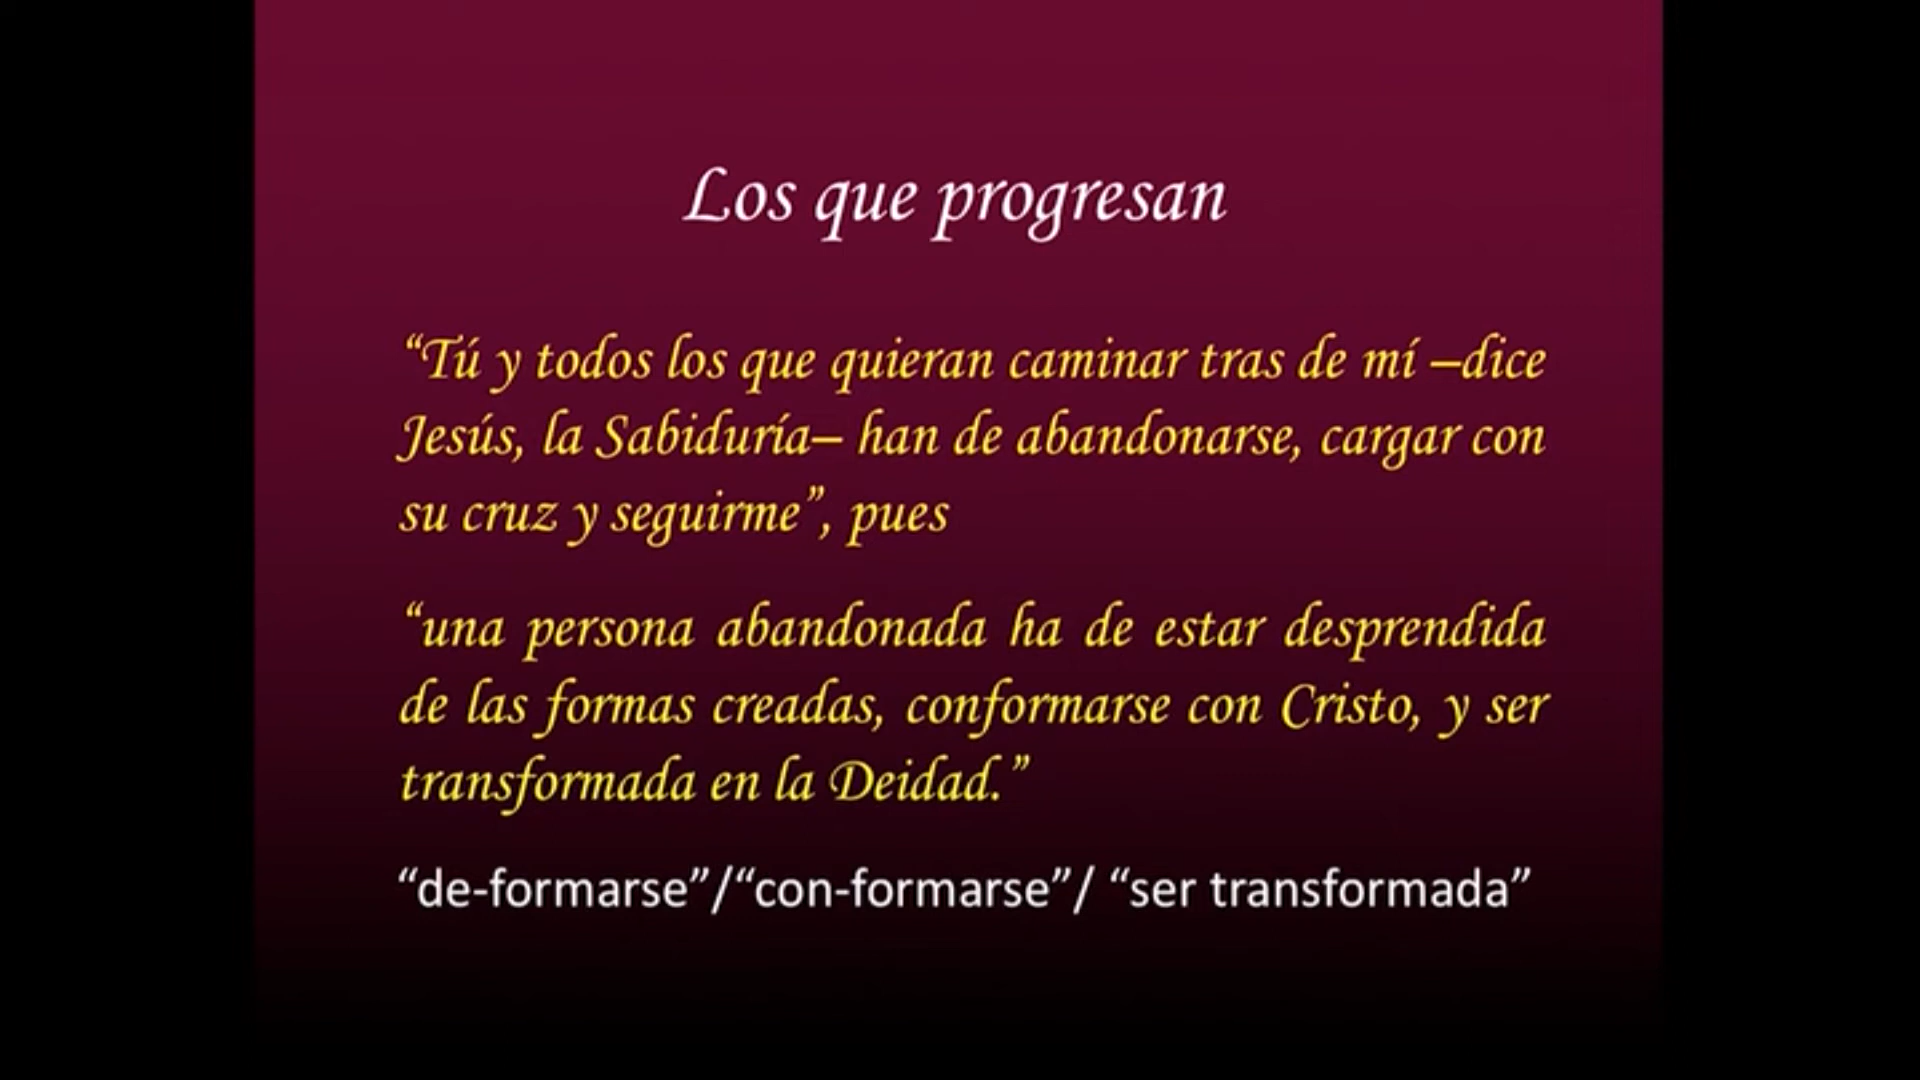 Los que progresan
“Tú y todos los que quieran caminar tras de mí –dice
Jesús, la Sabiduría– han de abandonarse, cargar con
su cruz y seguirme”, pues
“una persona abandonada ha de estar desprendida
de las formas creadas, conformarse con Cristo, y ser
transformada en la Deidad.”
“de-formarse”/“con-formarse”/ “ser transformada”